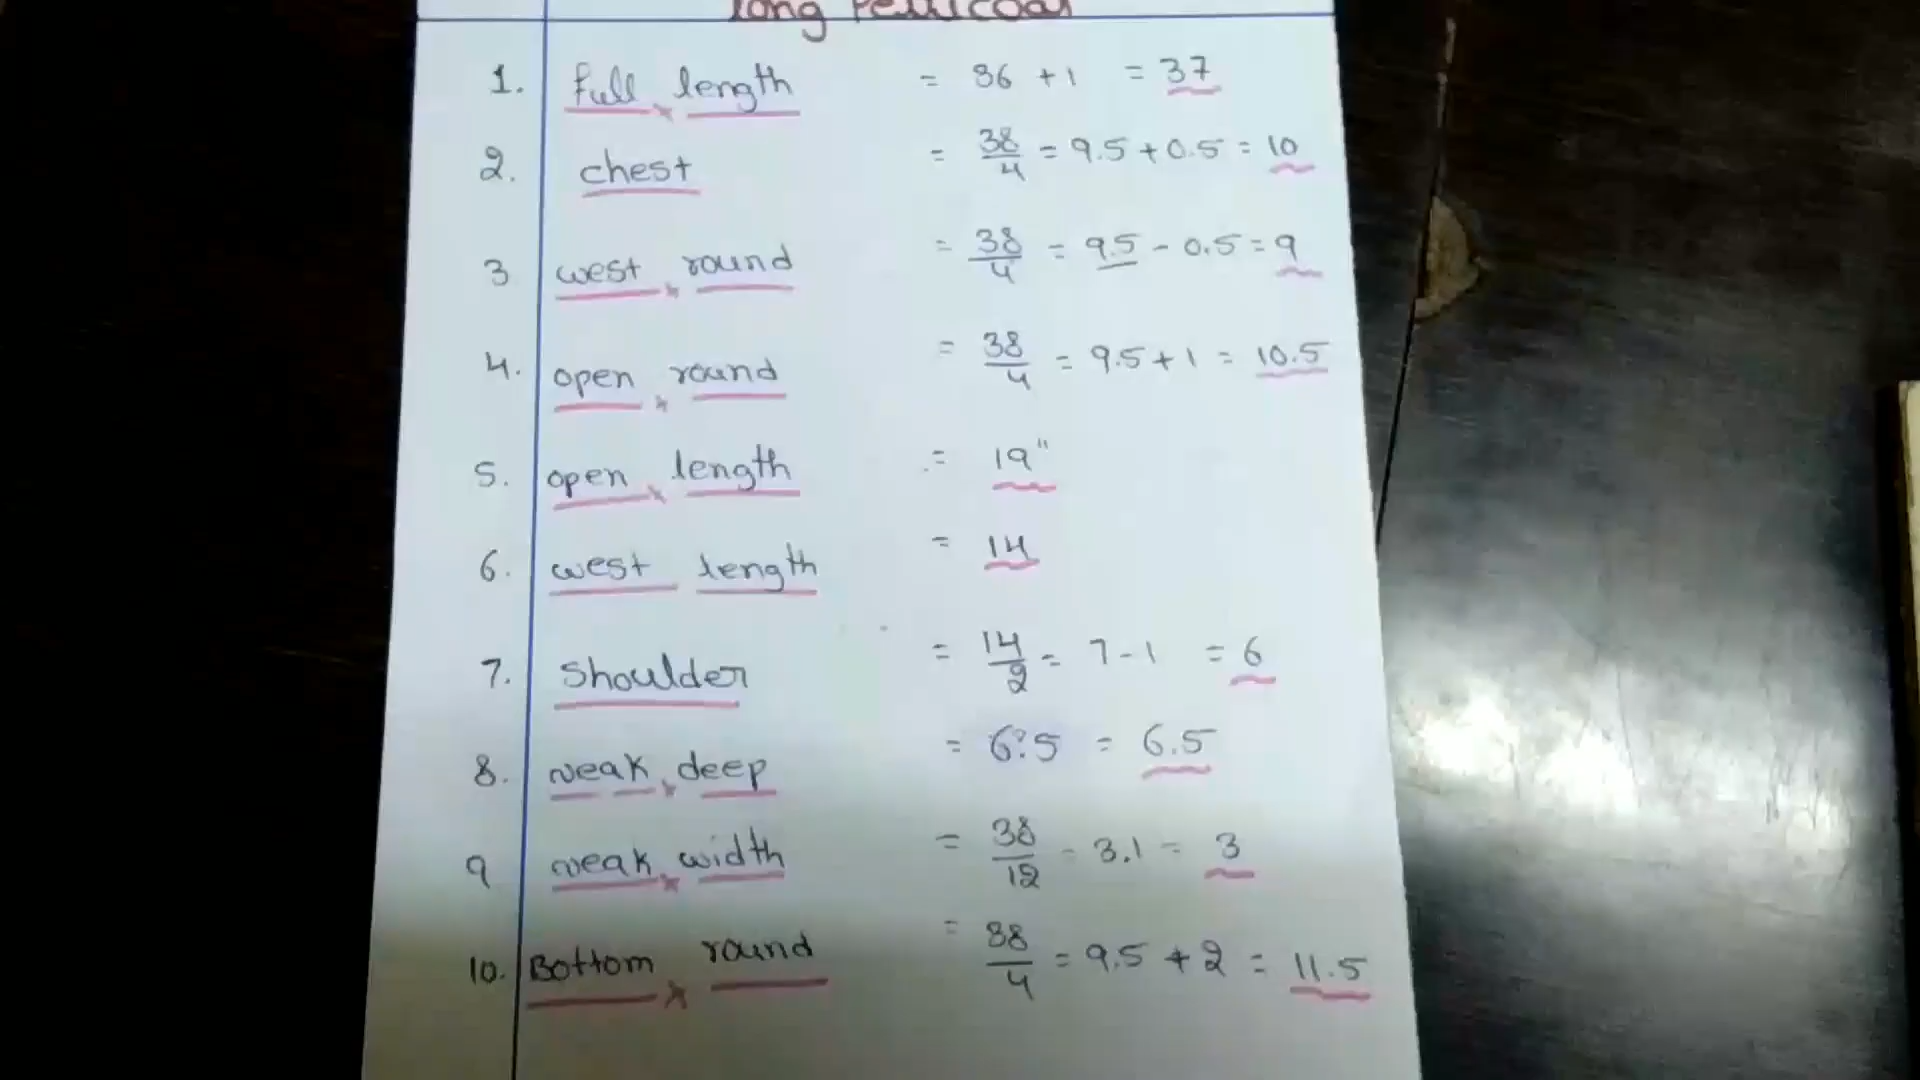 long Petticoat
1. full length = 36 + 1 = 37
2. chest = 38/4 = 9.5 + 0.5 = 10
3 west round = 38/4 = 9.5 - 0.5 = 9
4. open round = 38/4 = 9.5 + 1 = 10.5
5. open length = 19"
6. west length = 14
7. Shoulder = 14/2 = 7 - 1 = 6
8. neak deep = 6.5 = 6.5
9 neak width = 38/12 = 3.1 = 3
10. Bottom round = 38/4 = 9.5 + 2 = 11.5